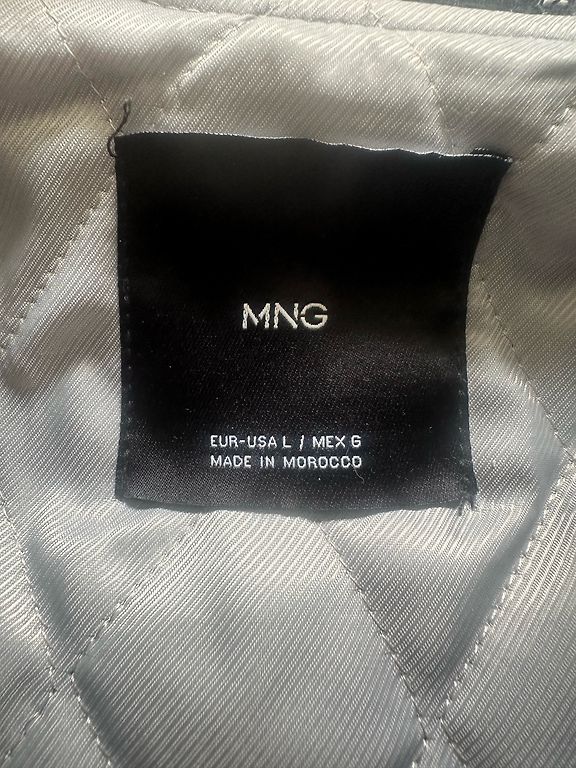 MNG
EUR-USA L / MEX G
MADE IN MOROCCO